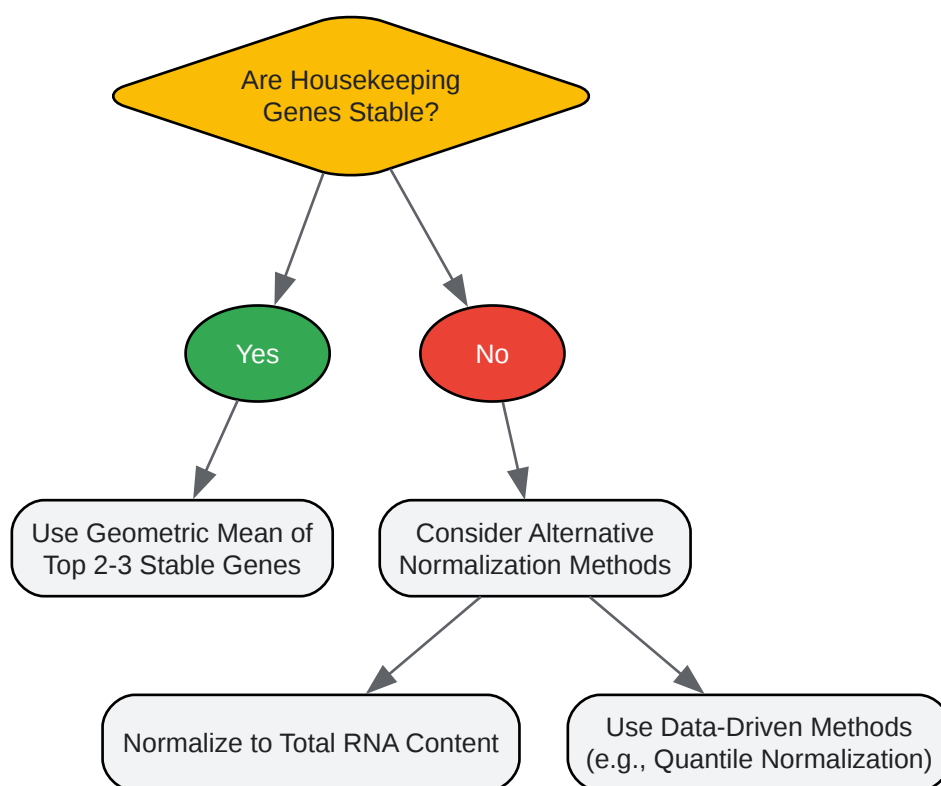 Are Housekeeping
Genes Stable?
Yes
No
Use Geometric Mean of
Top 2-3 Stable Genes
Consider Alternative
Normalization Methods
Normalize to Total RNA Content
Use Data-Driven Methods
(e.g., Quantile Normalization)